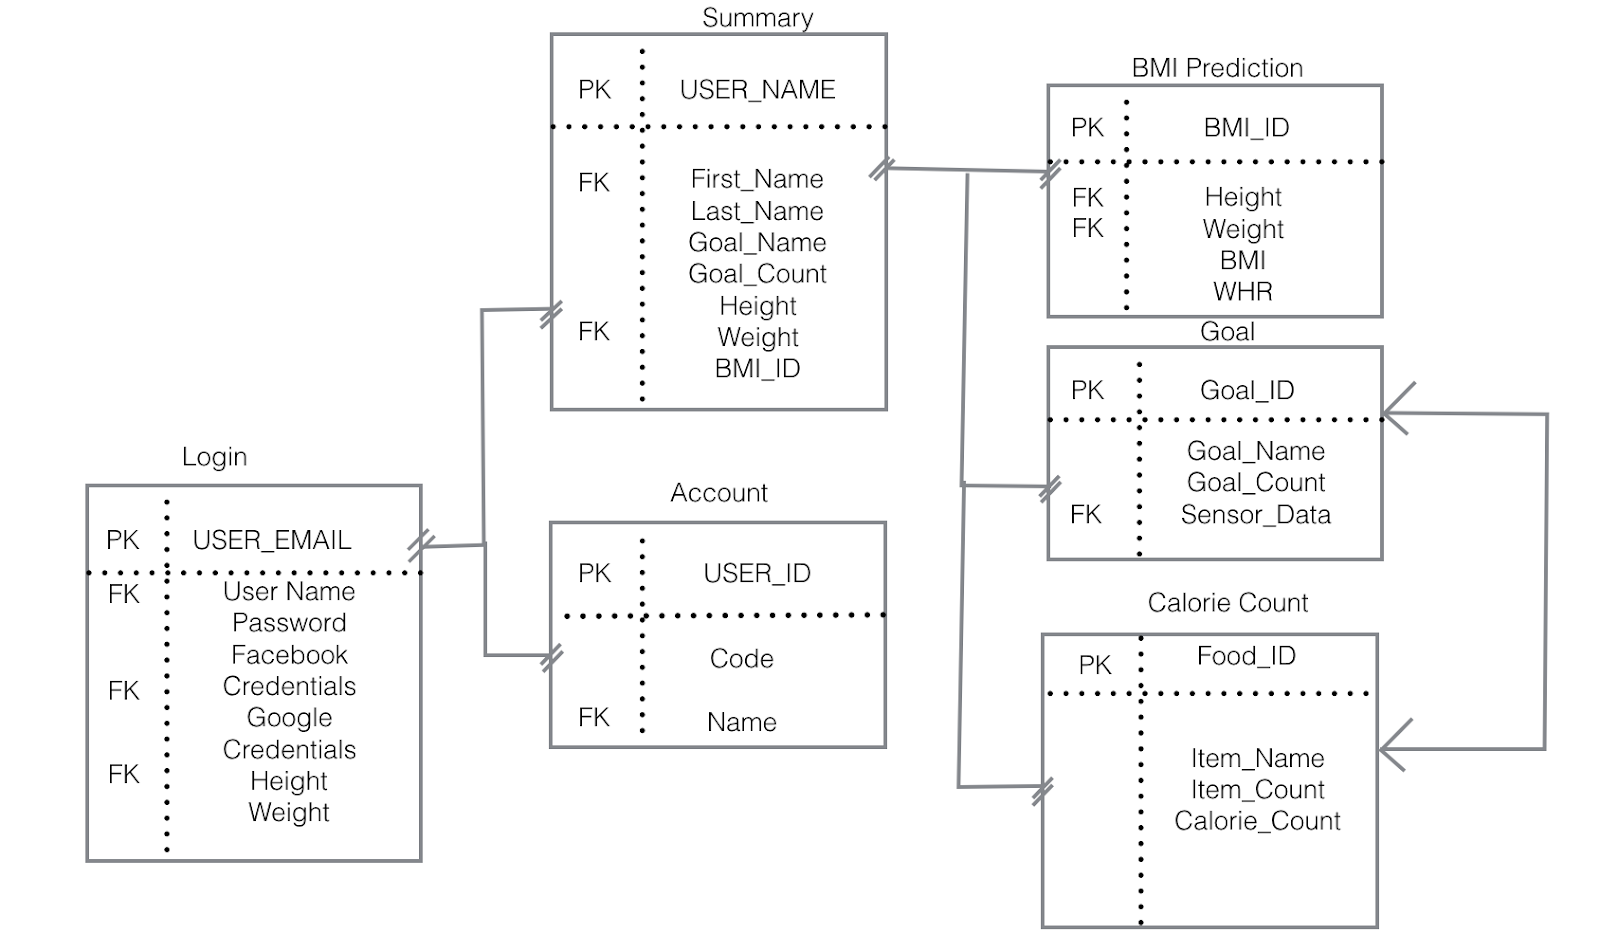 Summary
PK USER_NAME
FK First_Name
Last_Name
Goal_Name
Goal_Count
Height
FK Weight
BMI_ID
BMI Prediction
PK BMI_ID
FK Height
FK Weight
BMI
WHR
Goal
PK Goal_ID
Goal_Name
Goal_Count
FK Sensor_Data
Login
PK USER_EMAIL
FK User Name
Password
Facebook
FK Credentials
Google
Credentials
FK Height
Weight
Account
PK USER_ID
Code
FK Name
Calorie Count
PK Food_ID
Item_Name
Item_Count
Calorie_Count